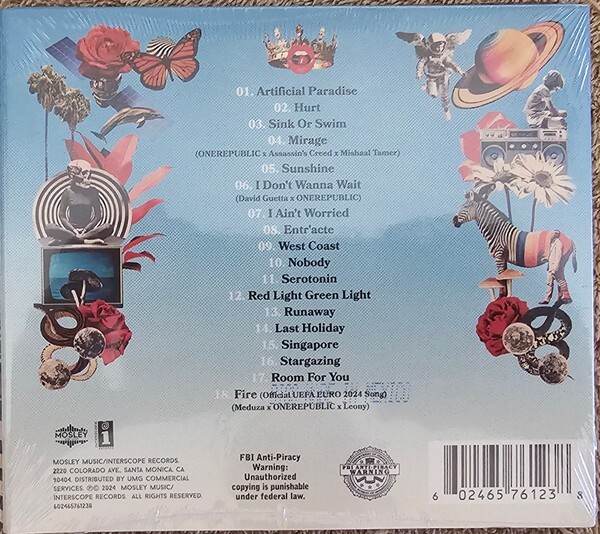 01. Artificial Paradise
02. Hurt
03. Sink Or Swim
04. Mirage
(ONEREPUBLIC x Assassin's Creed x Mishaal Tamer)
05. Sunshine
06. I Don't Wanna Wait
(David Guetta x ONEREPUBLIC)
07. I Ain't Worried
08. Entr'acte
09. West Coast
10. Nobody
11. Serotonin
12. Red Light Green Light
13. Runaway
14. Last Holiday
15. Singapore
16. Stargazing
17. Room For You
18. Fire (Official UEFA EURO 2024 Song)
(Meduza x ONEREPUBLIC x Leony)
MOSLEY
i
MOSLEY MUSIC/INTERSCOPE RECORDS.
2220 COLORADO AVE., SANTA MONICA, CA
90404. DISTRIBUTED BY UMG COMMERCIAL
SERVICES. ℗© 2024 MOSLEY MUSIC/
INTERSCOPE RECORDS. ALL RIGHTS RESERVED.
602465761238
FBI Anti-Piracy
Warning:
Unauthorized
copying is punishable
under federal law.
FBI ANTI-PIRACY
WARNING
6 02465 76123 8